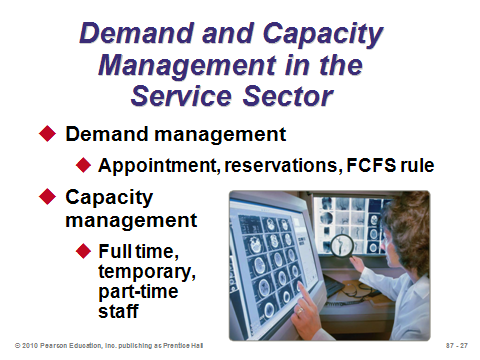 Demand and Capacity
Management in the
Service Sector
Demand management
Appointment, reservations, FCFS rule
Capacity
management
Full time,
temporary,
part-time
staff
© 2010 Pearson Education, Inc. publishing as Prentice Hall
S7 - 27